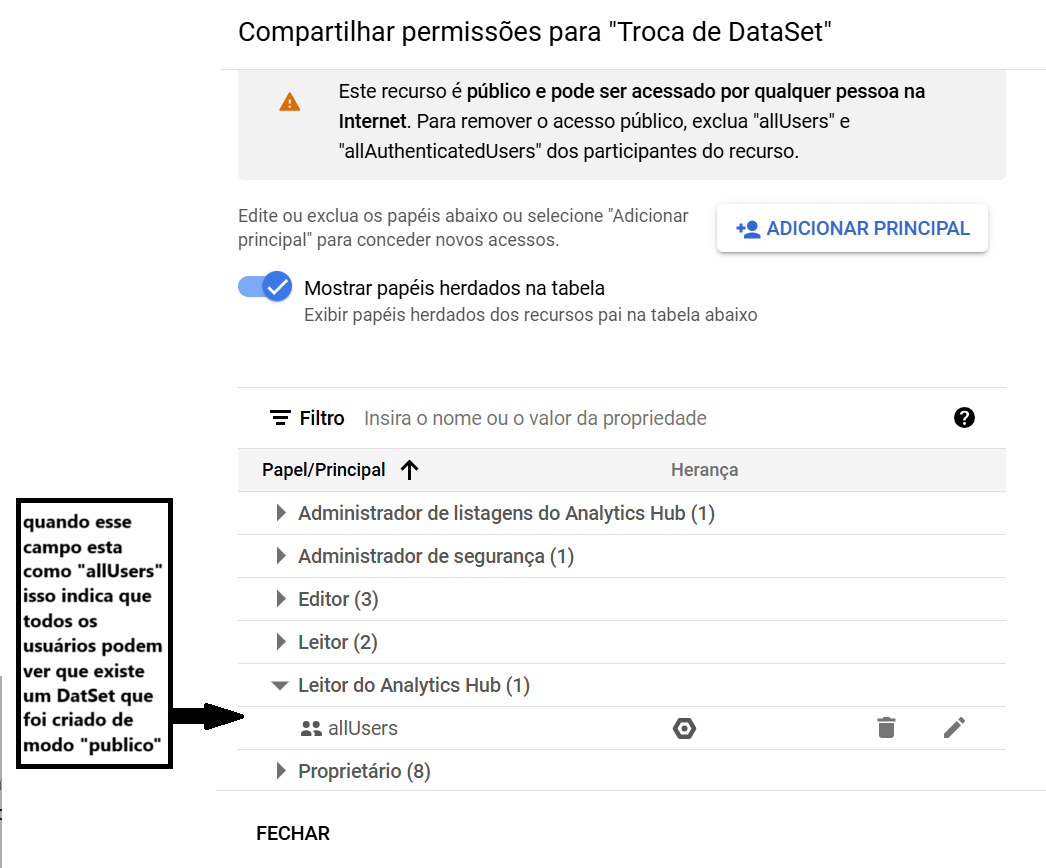 Compartilhar permissões para "Troca de DataSet"
Este recurso é público e pode ser acessado por qualquer pessoa na
Internet. Para remover o acesso público, exclua "allUsers" e
"allAuthenticatedUsers" dos participantes do recurso.
Edite ou exclua os papéis abaixo ou selecione "Adicionar
principal" para conceder novos acessos.
ADICIONAR PRINCIPAL
Mostrar papéis herdados na tabela
Exibir papéis herdados dos recursos pai na tabela abaixo
Filtro Insira o nome ou o valor da propriedade
Papel/Principal Herança
Administrador de listagens do Analytics Hub (1)
Administrador de segurança (1)
Editor (3)
Leitor (2)
Leitor do Analytics Hub (1)
allUsers
Proprietário (8)
FECHAR
quando esse
campo esta
como "allUsers"
isso indica que
todos os
usuários podem
ver que existe
um DatSet que
foi criado de
modo "publico"